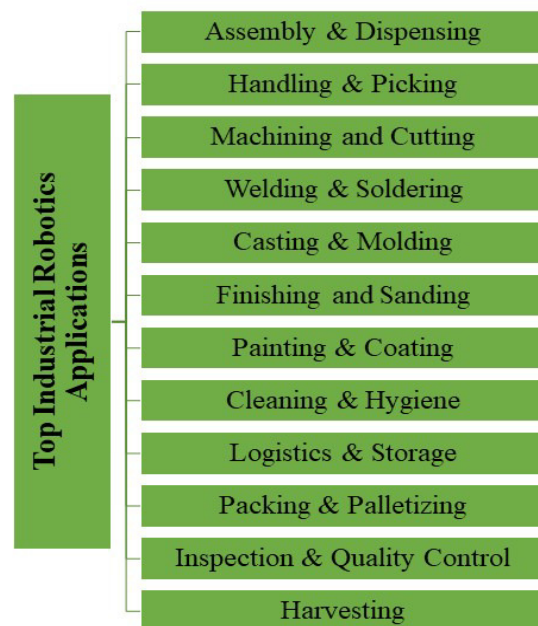 Top Industrial Robotics
Applications
Assembly & Dispensing
Handling & Picking
Machining and Cutting
Welding & Soldering
Casting & Molding
Finishing and Sanding
Painting & Coating
Cleaning & Hygiene
Logistics & Storage
Packing & Palletizing
Inspection & Quality Control
Harvesting